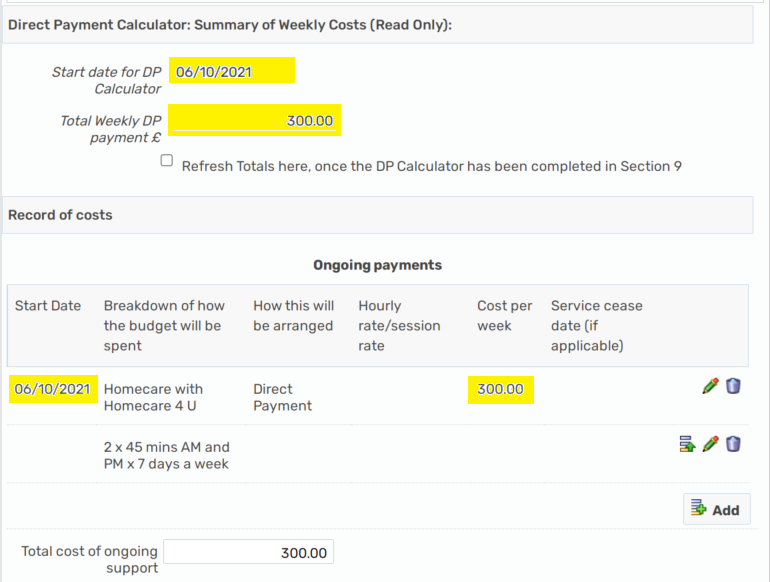 Direct Payment Calculator: Summary of Weekly Costs (Read Only):
Start date for DP
Calculator
06/10/2021
Total Weekly DP
payment £
300.00
Refresh Totals here, once the DP Calculator has been completed in Section 9
Record of costs
Ongoing payments
Start Date
Breakdown of how
the budget will be
spent
How this will
be arranged
Hourly
rate/session
rate
Cost per
week
Service cease
date (if
applicable)
06/10/2021
Homecare with
Homecare 4 U
Direct
Payment
300.00
2 x 45 mins AM and
PM x 7 days a week
Add
Total cost of ongoing
support
300.00